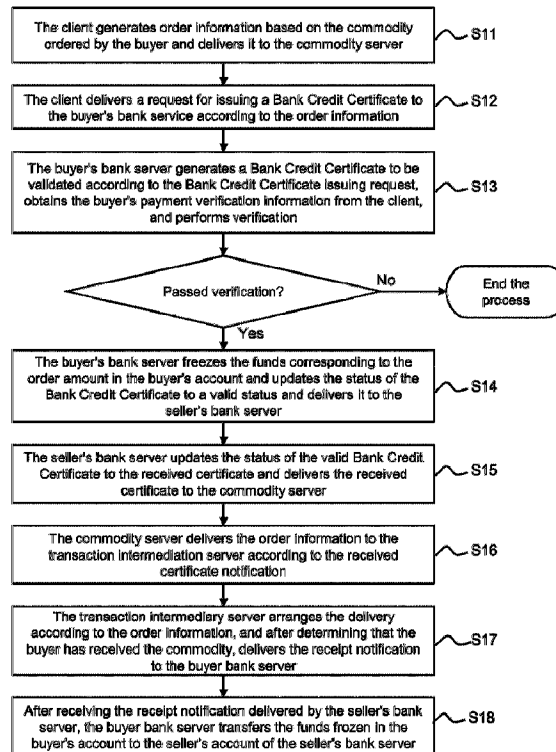 The client generates order information based on the commodity
ordered by the buyer and delivers it to the commodity server
S11
The client delivers a request for issuing a Bank Credit Certificate to
the buyer's bank service according to the order information
S12
The buyer's bank server generates a Bank Credit Certificate to be
validated according to the Bank Credit Certificate issuing request,
obtains the buyer's payment verification information from the client,
and performs verification
S13
Passed verification?
No
End the
process
Yes
The buyer's bank server freezes the funds corresponding to the
order amount in the buyer's account and updates the status of the
Bank Credit Certificate to a valid status and delivers it to the
seller's bank server
S14
The seller's bank server updates the status of the valid Bank Credit
Certificate to the received certificate and delivers the received
certificate to the commodity server
S15
The commodity server delivers the order information to the
transaction intermediation server according to the received
certificate notification
S16
The transaction intermediary server arranges the delivery
according to the order information, and after determining that the
buyer has received the commodity, delivers the receipt notification
to the buyer bank server
S17
After receiving the receipt notification delivered by the seller's bank
server, the buyer bank server transfers the funds frozen in the
buyer's account to the seller's account of the seller's bank server
S18